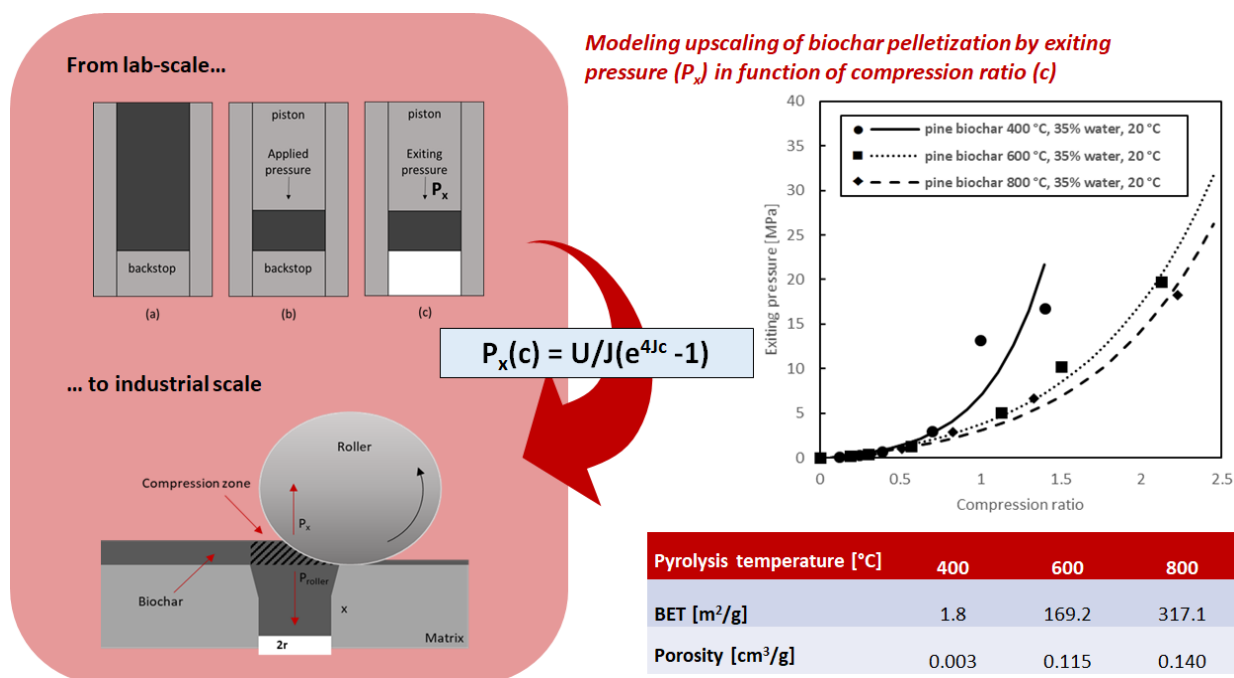 From lab-scale…
piston
piston
Applied
pressure
Exiting
pressure
Px
backstop
backstop
(a)
(b)
(c)
Px(c) = U/J(e^4Jc -1)
… to industrial scale
Roller
Compression zone
Px
Proller
Biochar
x
2r
Matrix
Modeling upscaling of biochar pelletization by exiting
pressure (Px) in function of compression ratio (c)
40
35
30
25
20
15
10
5
0
Exiting pressure [MPa]
pine biochar 400 °C, 35% water, 20 °C
pine biochar 600 °C, 35% water, 20 °C
pine biochar 800 °C, 35% water, 20 °C
0 0.5 1 1.5 2 2.5
Compression ratio
Pyrolysis temperature [°C] 400 600 800
BET [m²/g] 1.8 169.2 317.1
Porosity [cm³/g] 0.003 0.115 0.140